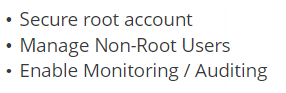 • Secure root account
• Manage Non-Root Users
• Enable Monitoring / Auditing